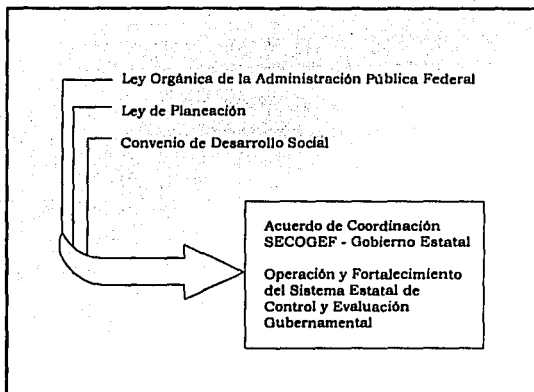 Ley Orgánica de la Administración Pública Federal
Ley de Planeación
Convenio de Desarrollo Social
Acuerdo de Coordinación
SECOGEF - Gobierno Estatal
Operación y Fortalecimiento
del Sistema Estatal de
Control y Evaluación
Gubernamental